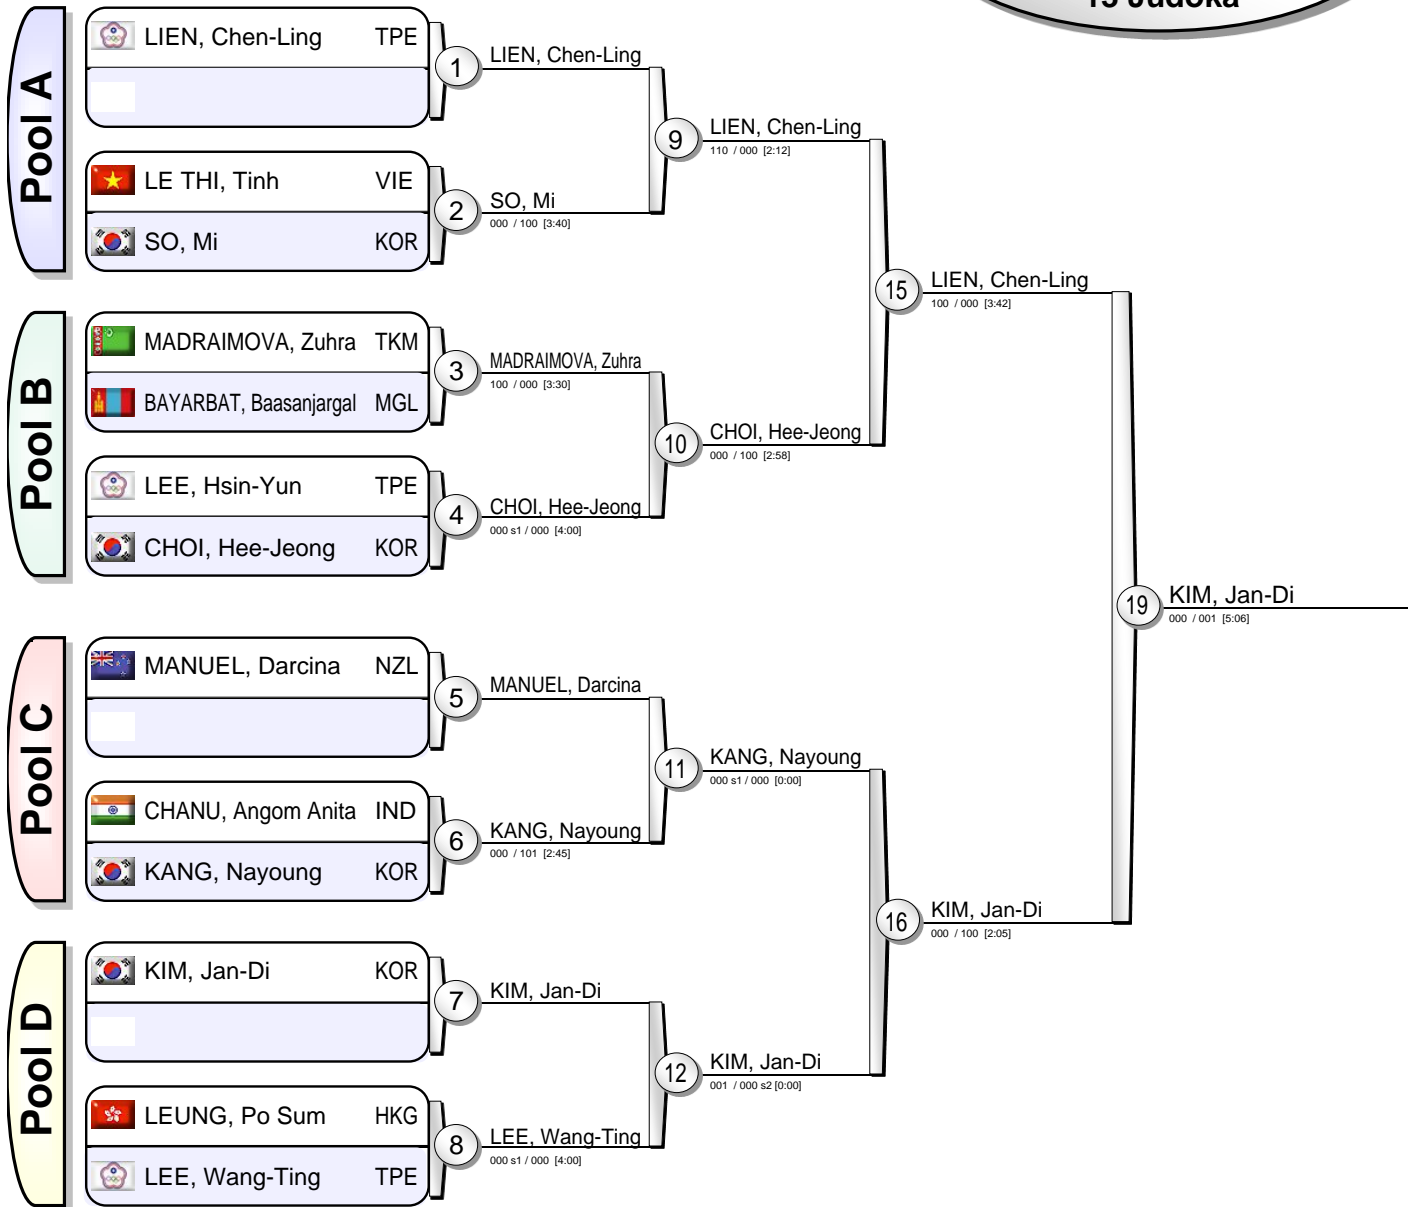 13 Judoka
Pool A
LIEN, Chen-Ling TPE
LE THI, Tinh VIE
SO, Mi KOR
Pool B
MADRAIMOVA, Zuhra TKM
BAYARBAT, Baasanjargal MGL
LEE, Hsin-Yun TPE
CHOI, Hee-Jeong KOR
Pool C
MANUEL, Darcina NZL
CHANU, Angom Anita IND
KANG, Nayoung KOR
Pool D
KIM, Jan-Di KOR
LEUNG, Po Sum HKG
LEE, Wang-Ting TPE
1 LIEN, Chen-Ling
2 SO, Mi
000 / 100 [3:40]
3 MADRAIMOVA, Zuhra
100 / 000 [3:30]
4 CHOI, Hee-Jeong
000 s1 / 000 [4:00]
5 MANUEL, Darcina
6 KANG, Nayoung
000 / 101 [2:45]
7 KIM, Jan-Di
8 LEE, Wang-Ting
000 s1 / 000 [4:00]
9 LIEN, Chen-Ling
110 / 000 [2:12]
10 CHOI, Hee-Jeong
000 / 100 [2:58]
11 KANG, Nayoung
000 s1 / 000 [0:00]
12 KIM, Jan-Di
001 / 000 s2 [0:00]
15 LIEN, Chen-Ling
100 / 000 [3:42]
16 KIM, Jan-Di
000 / 100 [2:05]
19 KIM, Jan-Di
000 / 001 [5:06]